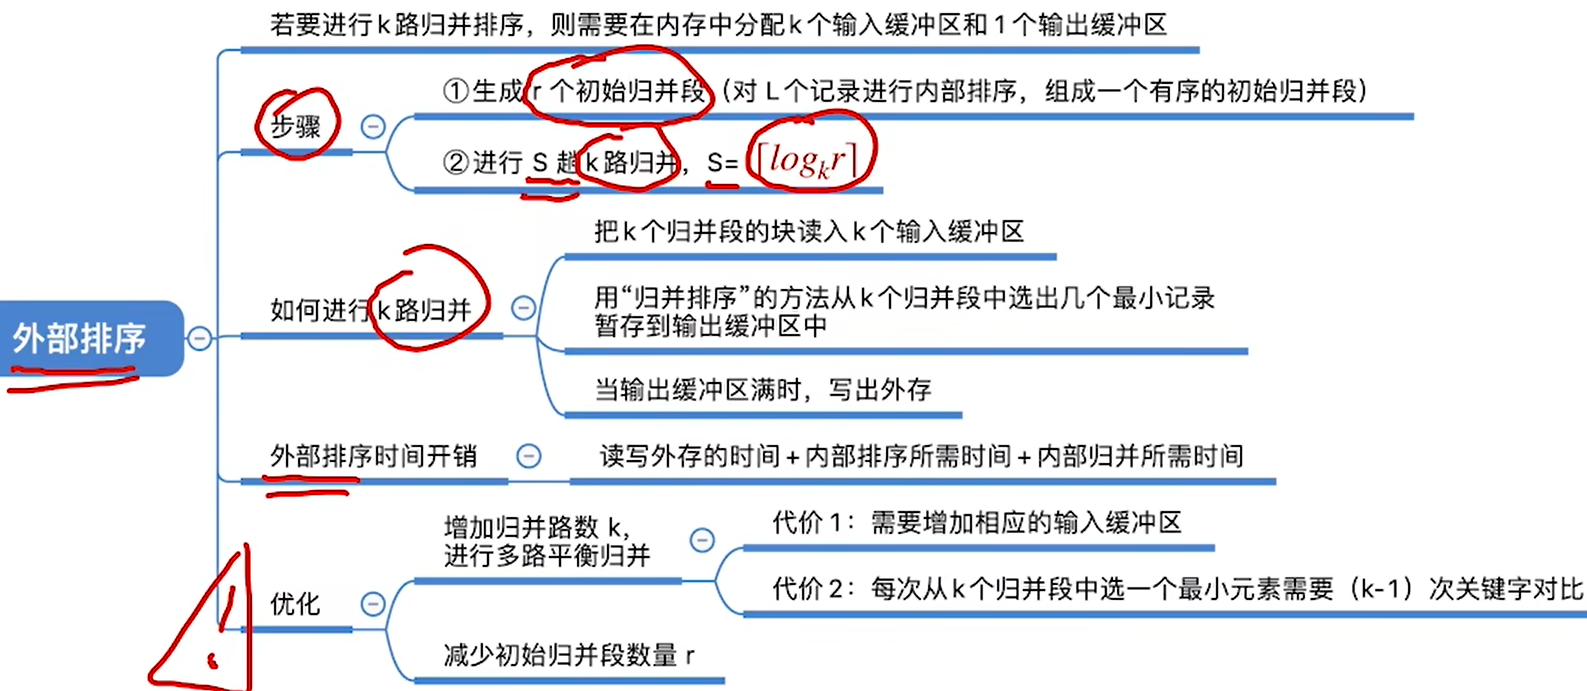 若要进行k路归并排序，则需要在内存中分配k个输入缓冲区和1个输出缓冲区
步骤
①生成r个初始归并段（对L个记录进行内部排序，组成一个有序的初始归并段）
②进行S趟k路归并，S=⌈logₖr⌉
外部排序
如何进行k路归并
把k个归并段的块读入k个输入缓冲区
用“归并排序”的方法从k个归并段中选出几个最小记录
暂存到输出缓冲区中
当输出缓冲区满时，写出外存
外部排序时间开销
读写外存的时间+内部排序所需时间+内部归并所需时间
优化
增加归并路数 k，
进行多路平衡归并
代价1：需要增加相应的输入缓冲区
代价2：每次从k个归并段中选一个最小元素需要（k-1）次关键字对比
减少初始归并段数量 r